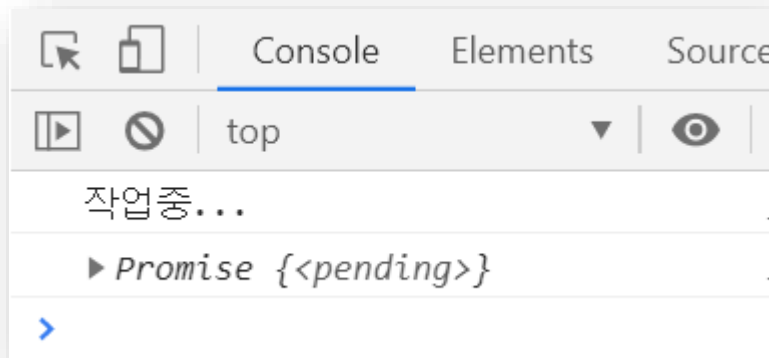 Console Elements Source
top
작업중...
Promise {<pending>}